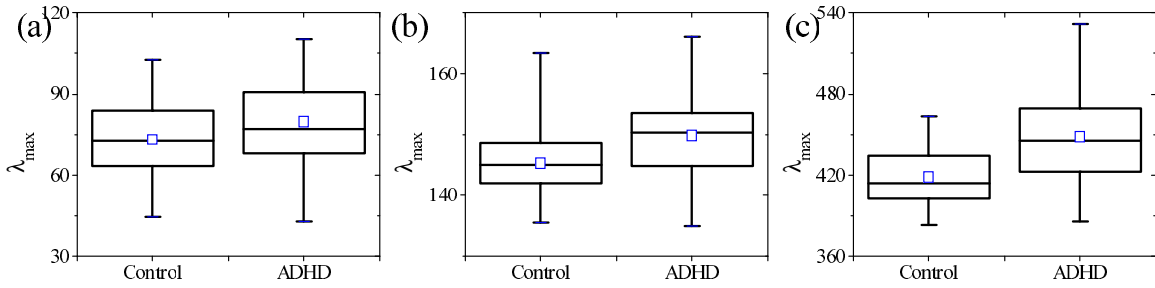 (a)
120
90
60
30
λmax
Control
ADHD
(b)
160
140
λmax
Control
ADHD
(c)
540
480
420
360
λmax
Control
ADHD